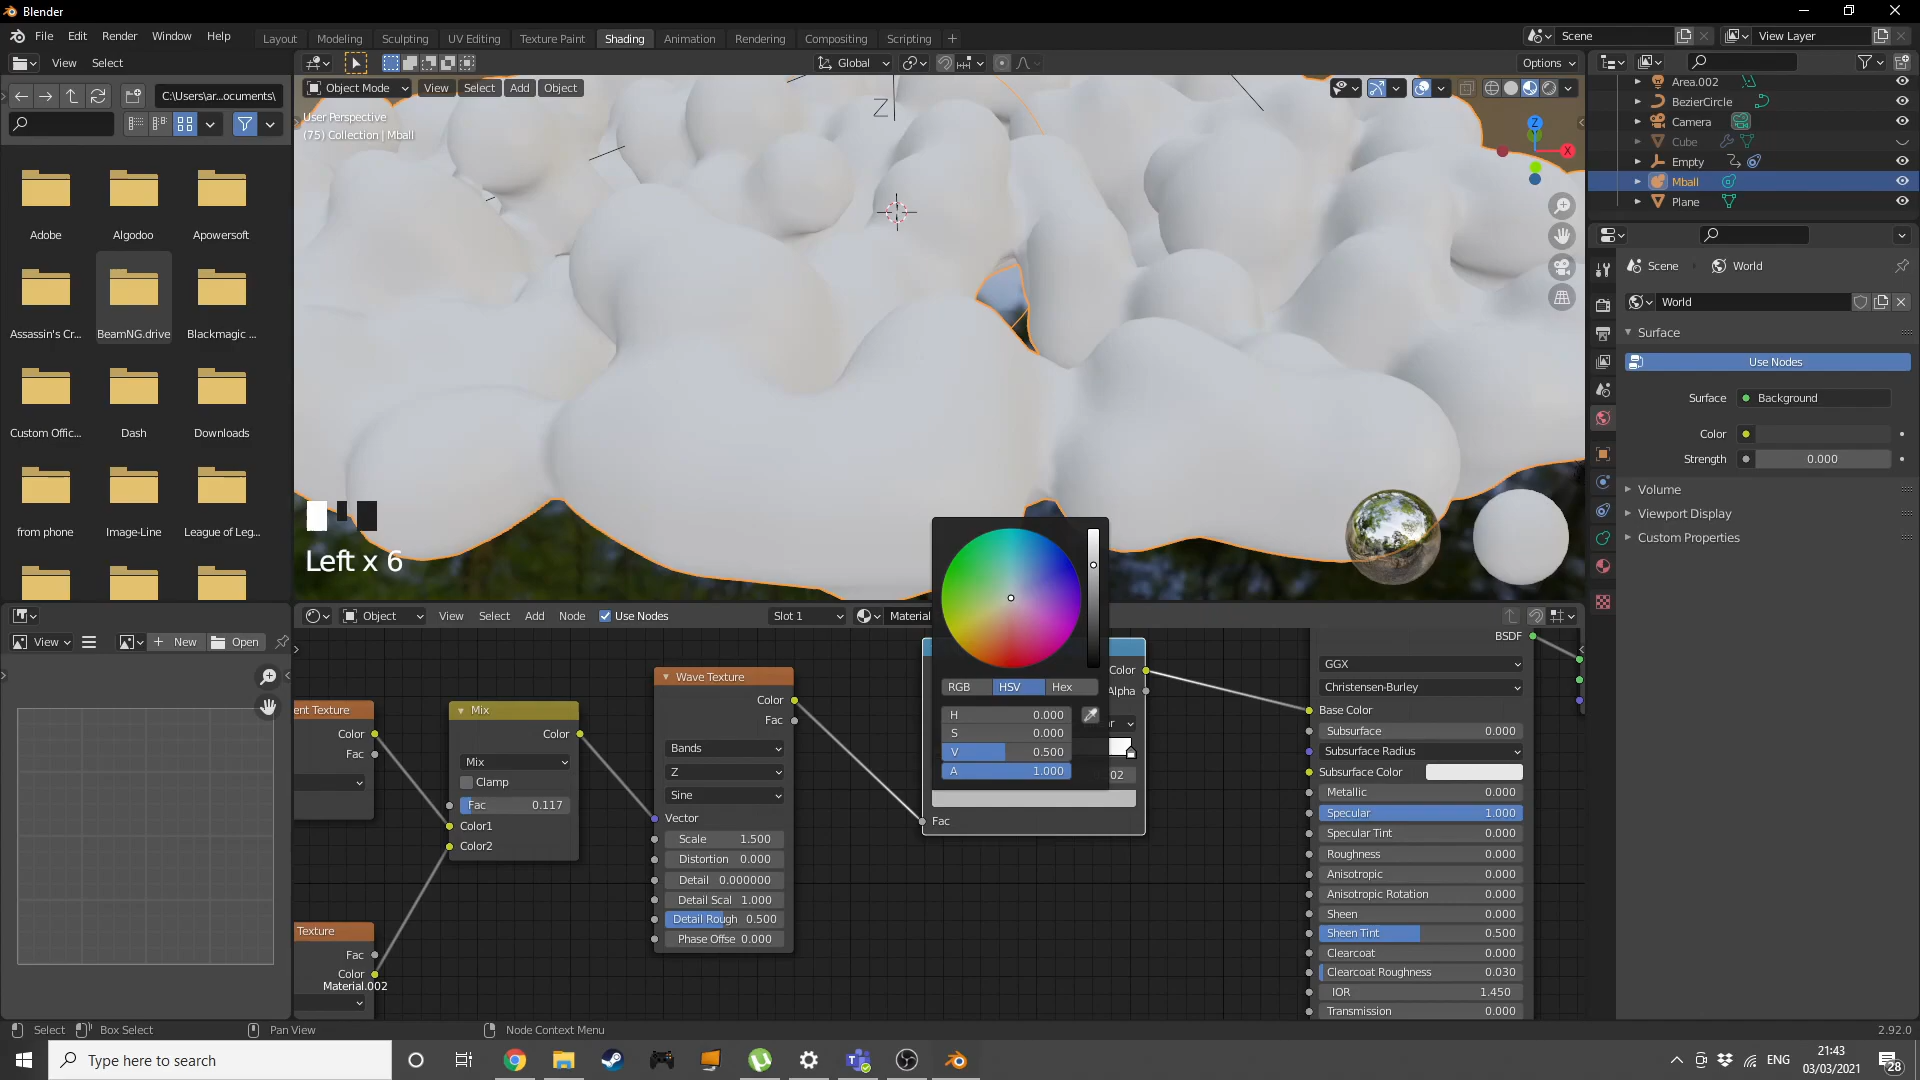 Blender
File Edit Render Window Help
Layout Modeling Sculpting UV Editing Texture Paint Shading Animation Rendering Compositing Scripting +
Scene
View Layer
View Select
Global
Options
C:\Users\ar...ocuments\
Object Mode View Select Add Object
User Perspective
(75) Collection | Mball
Z
Z
X
Area.002
BezierCircle
Camera
Cube
Empty
Mball
Plane
Adobe
Algodoo
Apowersoft
Assassin's Cr...
BeamNG.drive
Blackmagic ...
Custom Offic...
Dash
Downloads
from phone
Image-Line
League of Leg...
Scene
World
World
Surface
Use Nodes
Surface
Background
Color
Strength
0.000
Volume
Viewport Display
Custom Properties
Left x 6
Object View Select Add Node Use Nodes
Slot 1
Material
View
New
Open
ent Texture
Color
Fac
Texture
Fac
Color
Material.002
Mix
Color
Mix
Clamp
Fac 0.117
Color1
Color2
Wave Texture
Color
Fac
Bands
Z
Sine
Vector
Scale 1.500
Distortion 0.000
Detail 0.000000
Detail Scal 1.000
Detail Rough 0.500
Phase Offse 0.000
RGB HSV Hex
H 0.000
S 0.000
V 0.500
A 1.000
Color
Alpha
ar
02
Fac
BSDF
GGX
Christensen-Burley
Base Color
Subsurface 0.000
Subsurface Radius
Subsurface Color
Metallic 0.000
Specular 1.000
Specular Tint 0.000
Roughness 0.000
Anisotropic 0.000
Anisotropic Rotation 0.000
Sheen 0.000
Sheen Tint 0.500
Clearcoat 0.000
Clearcoat Roughness 0.030
IOR 1.450
Transmission 0.000
Select
Box Select
Pan View
Node Context Menu
2.92.0
Type here to search
ENG
21:43
03/03/2021
28